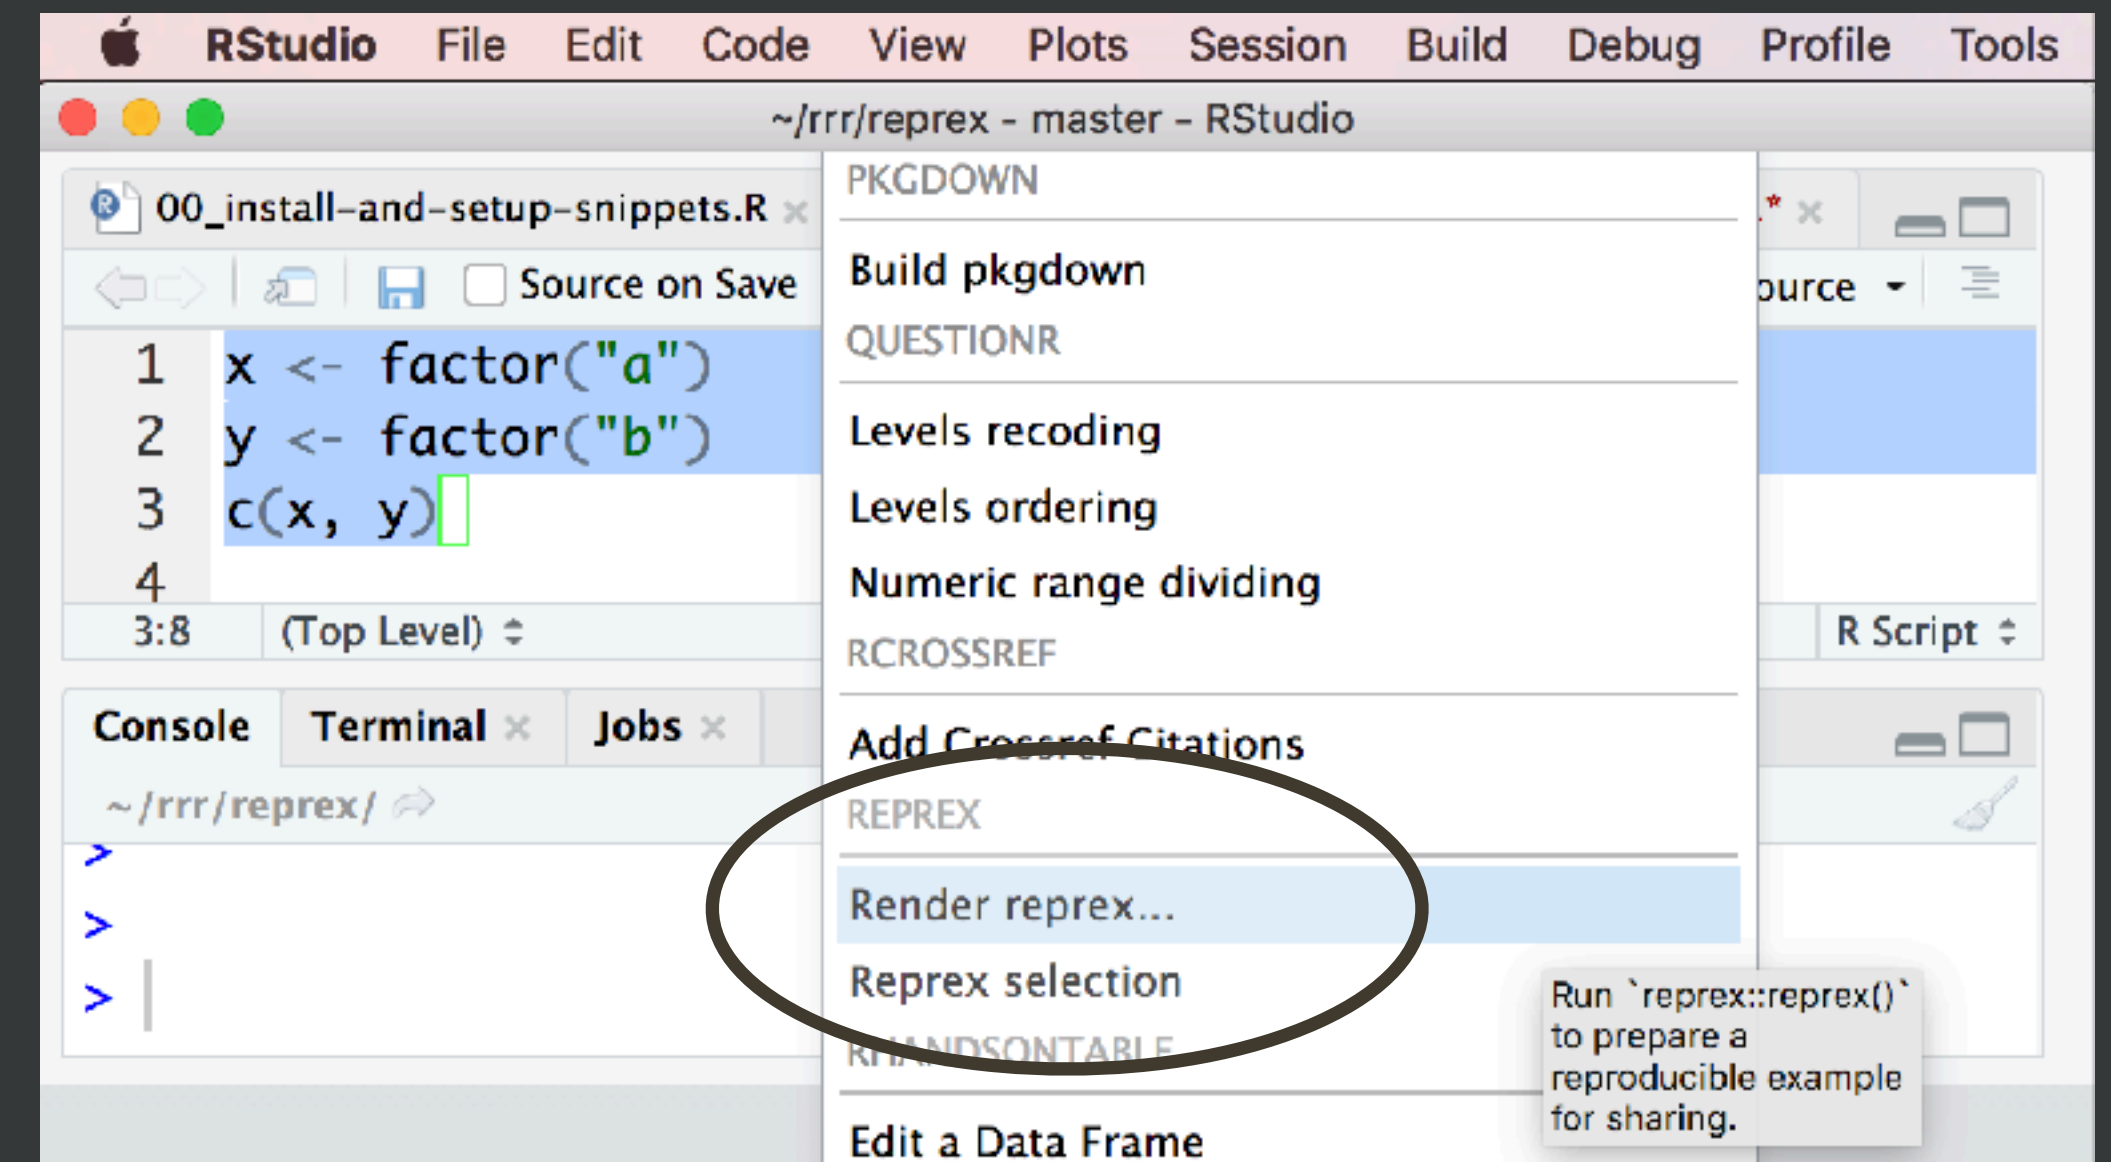 RStudio File Edit Code View Plots Session Build Debug Profile Tools
~/rrr/reprex - master - RStudio
00_install-and-setup-snippets.R
Source on Save
ource
1 x <- factor("a")
2 y <- factor("b")
3 c(x, y)
4
3:8 (Top Level)
R Script
Console Terminal Jobs
~/rrr/reprex/
>
>
>
PKGDOWN
Build pkgdown
QUESTIONR
Levels recoding
Levels ordering
Numeric range dividing
RCROSSREF
Add Crossref Citations
REPREX
Render reprex...
Reprex selection
RHANDSONTABLE
Edit a Data Frame
Run `reprex::reprex()`
to prepare a
reproducible example
for sharing.